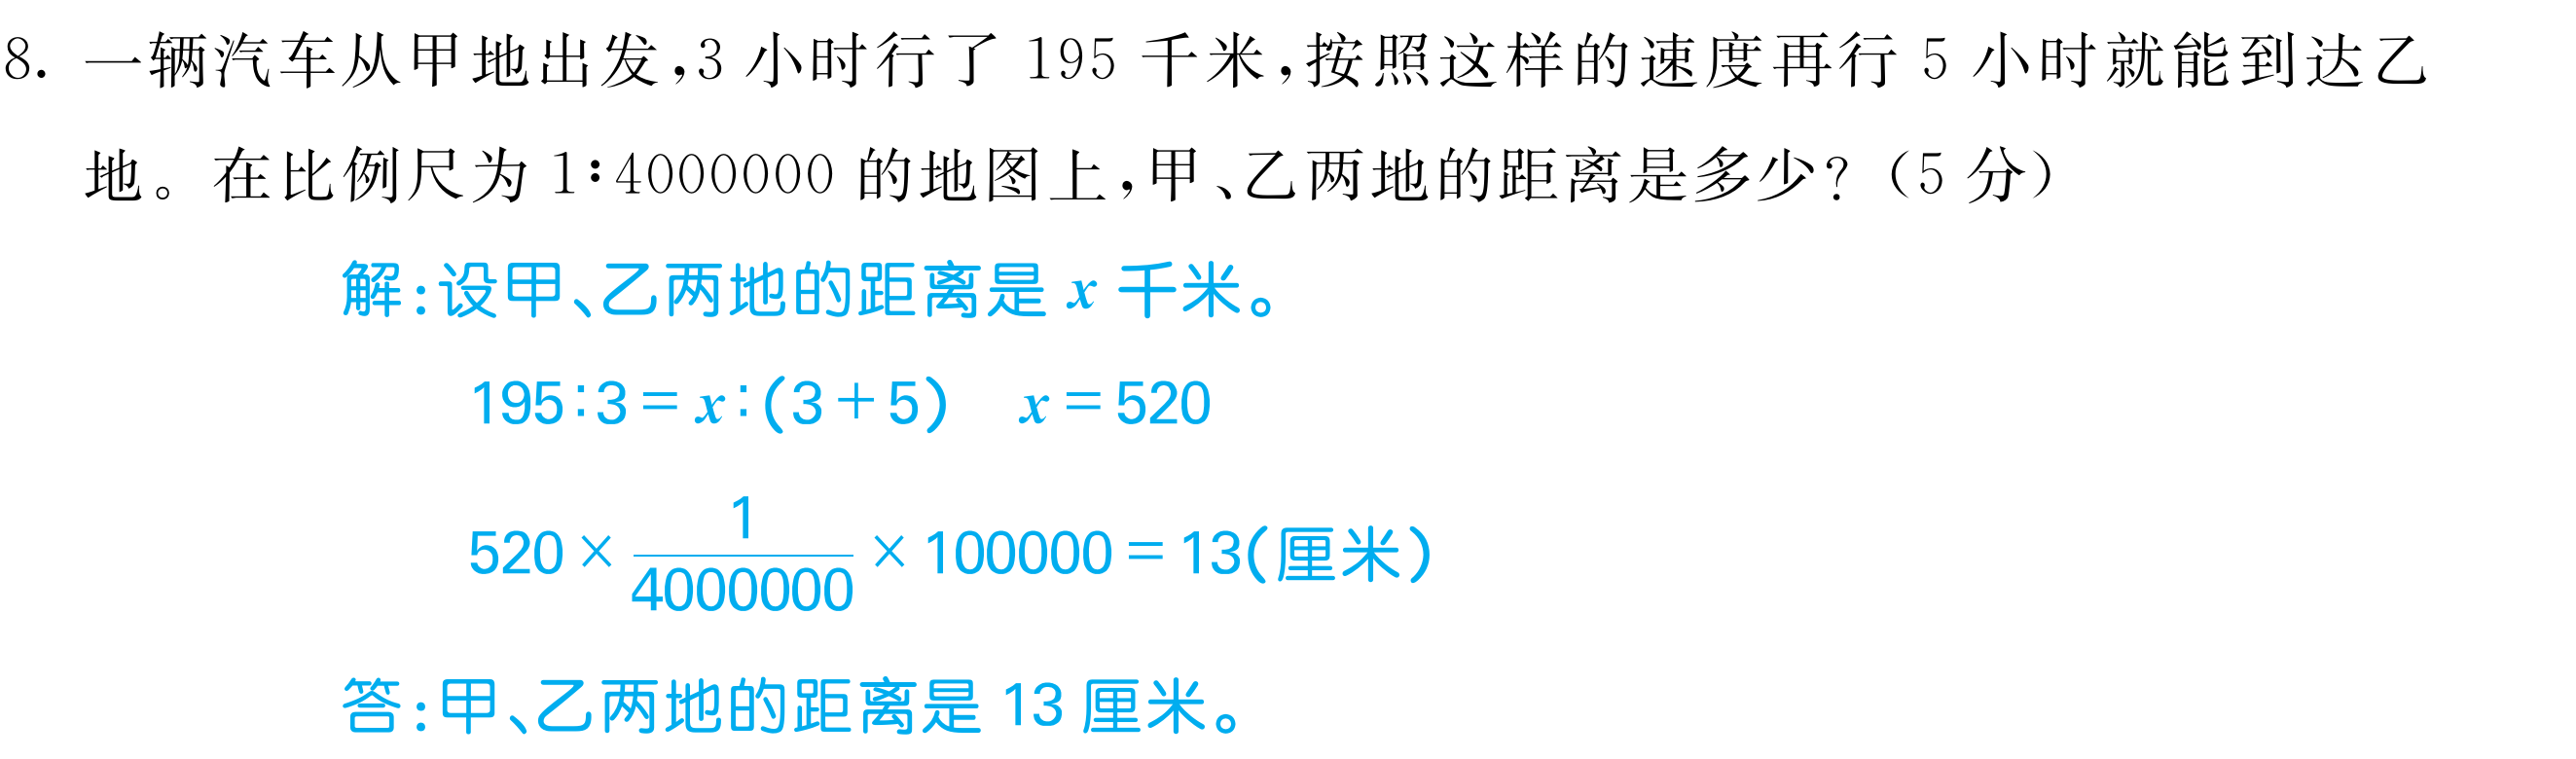 8. 一辆汽车从甲地出发,3 小时行了 195 千米,按照这样的速度再行 5 小时就能到达乙
地。在比例尺为 1∶4000000 的地图上,甲、乙两地的距离是多少?(5 分)
解:设甲、乙两地的距离是 x 千米。
195∶3 = x∶(3+5)  x = 520
520 × 1/4000000 × 100000 = 13(厘米)
答:甲、乙两地的距离是 13 厘米。